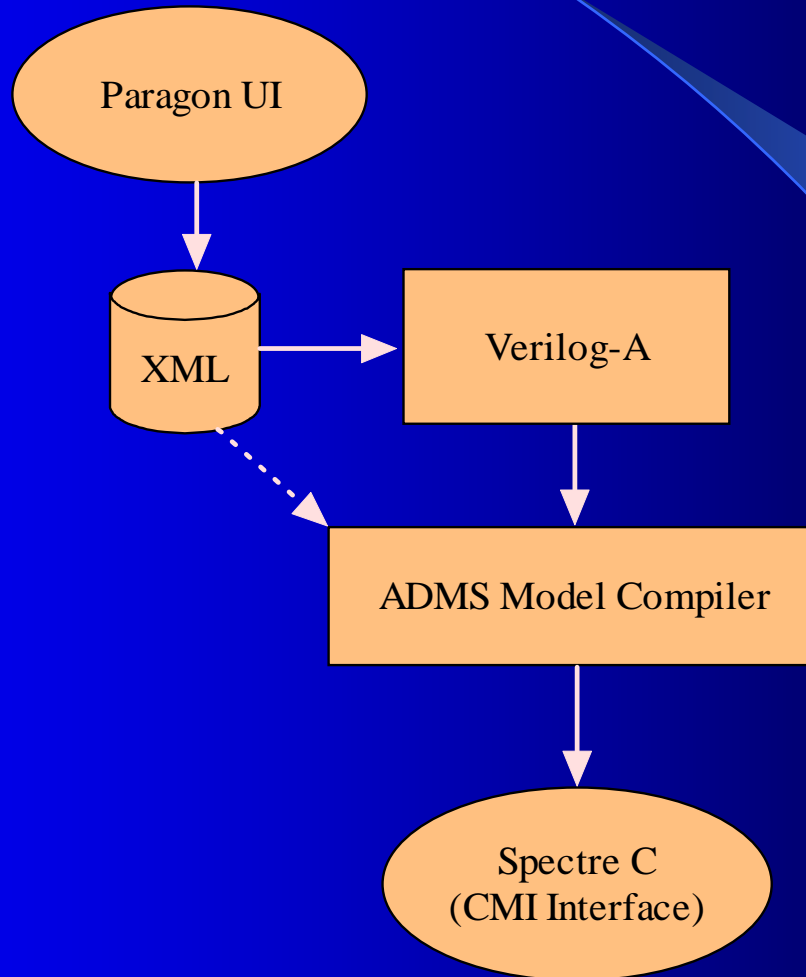 Paragon UI
XML
Verilog-A
ADMS Model Compiler
Spectre C
(CMI Interface)